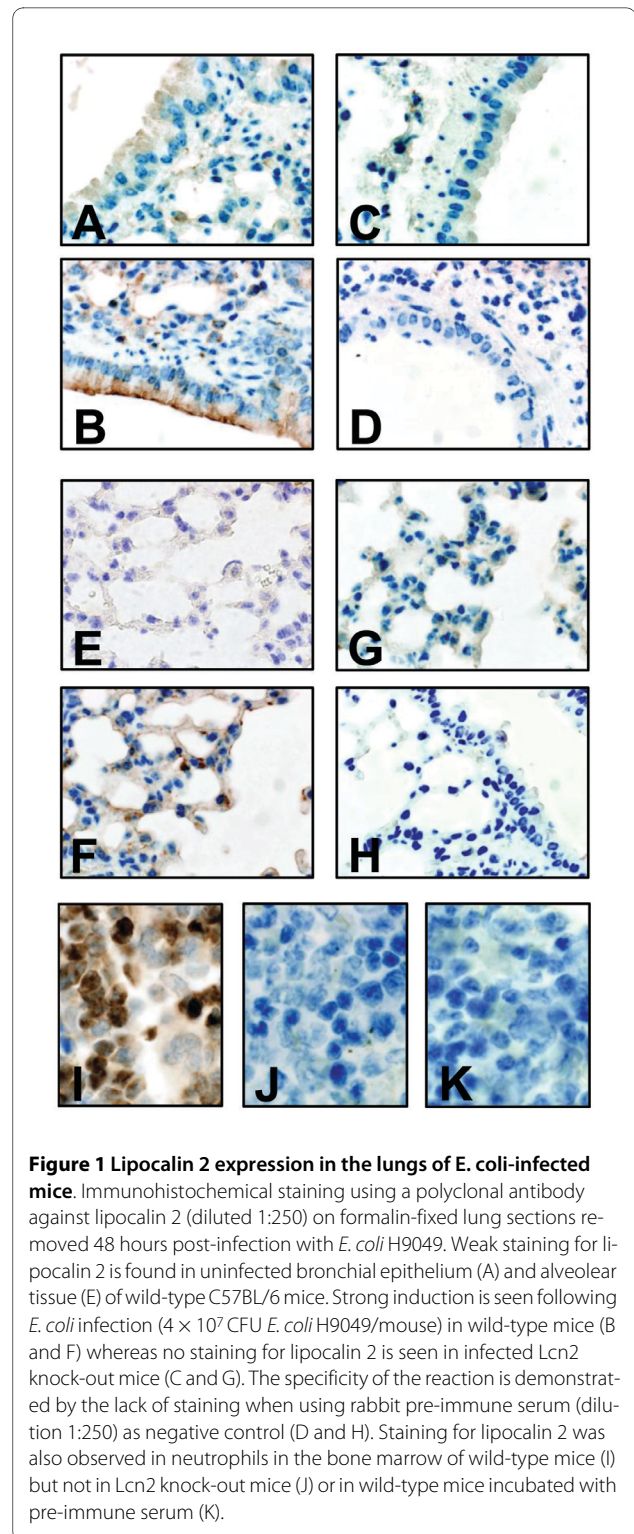 A
C
B
D
E
G
F
H
I
J
K
Figure 1 Lipocalin 2 expression in the lungs of E. coli-infected
mice. Immunohistochemical staining using a polyclonal antibody
against lipocalin 2 (diluted 1:250) on formalin-fixed lung sections re-
moved 48 hours post-infection with E. coli H9049. Weak staining for li-
pocalin 2 is found in uninfected bronchial epithelium (A) and alveolear
tissue (E) of wild-type C57BL/6 mice. Strong induction is seen following
E. coli infection (4 × 10⁷ CFU E. coli H9049/mouse) in wild-type mice (B
and F) whereas no staining for lipocalin 2 is seen in infected Lcn2
knock-out mice (C and G). The specificity of the reaction is demonstrat-
ed by the lack of staining when using rabbit pre-immune serum (dilu-
tion 1:250) as negative control (D and H). Staining for lipocalin 2 was
also observed in neutrophils in the bone marrow of wild-type mice (I)
but not in Lcn2 knock-out mice (J) or in wild-type mice incubated with
pre-immune serum (K).